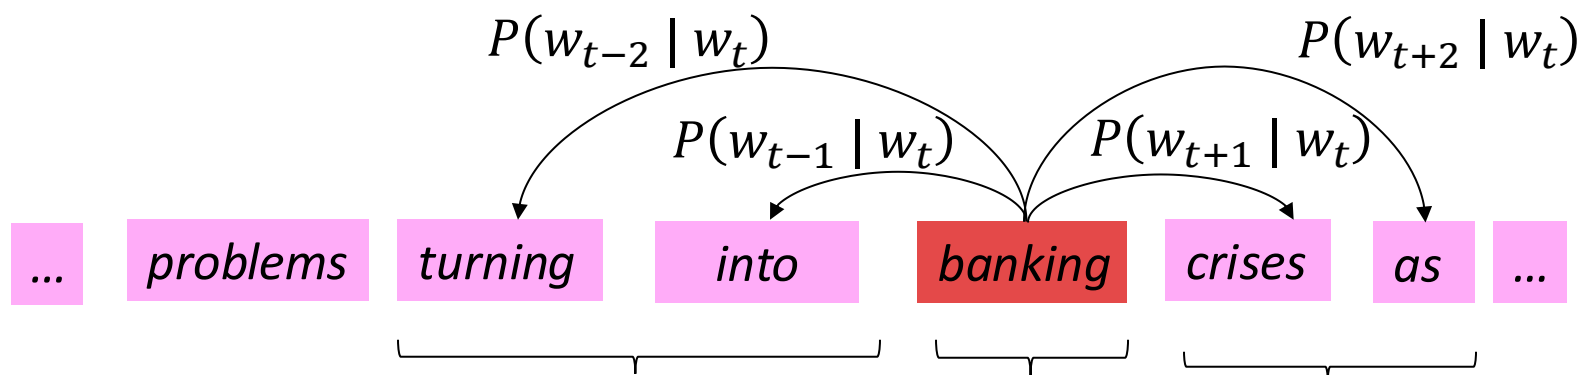 P(w_{t−2} | w_t) P(w_{t+2} | w_t)
P(w_{t−1} | w_t) P(w_{t+1} | w_t)
... problems turning into banking crises as ...